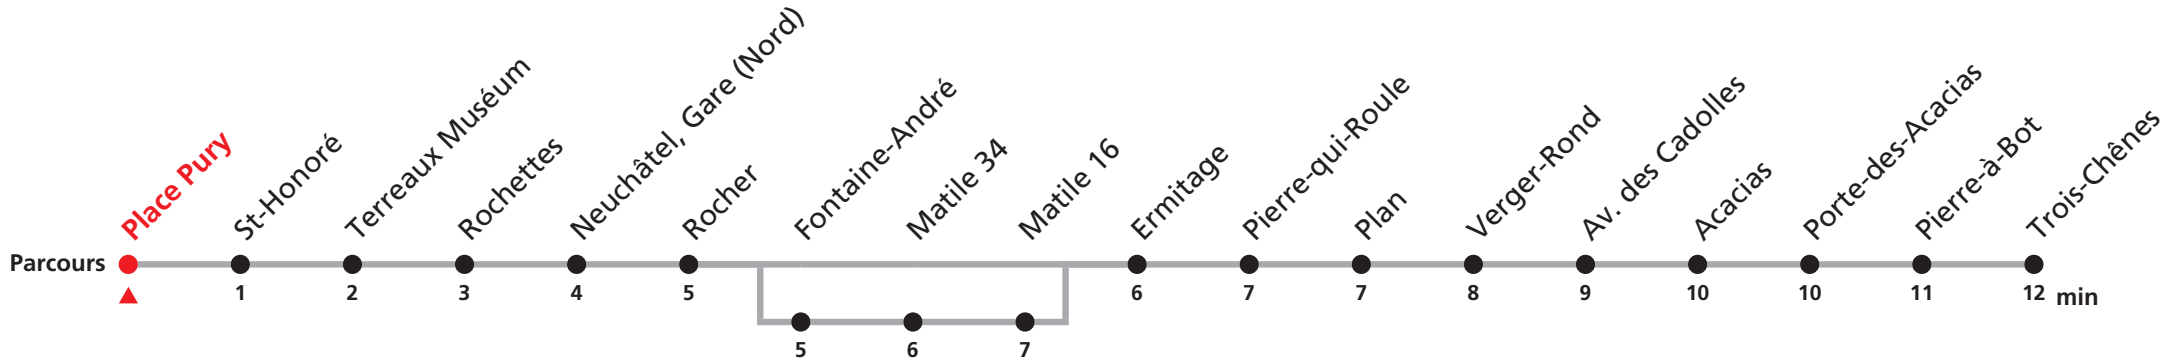 Place Pury
St-Honoré
Terreaux Muséum
Rochettes
Neuchâtel, Gare (Nord)
Rocher
Fontaine-André
Matile 34
Matile 16
Ermitage
Pierre-qui-Roule
Plan
Verger-Rond
Av. des Cadolles
Acacias
Porte-des-Acacias
Pierre-à-Bot
Trois-Chênes
Parcours
1 2 3 4 5 6 7 7 8 9 10 10 11 12 min
5 6 7